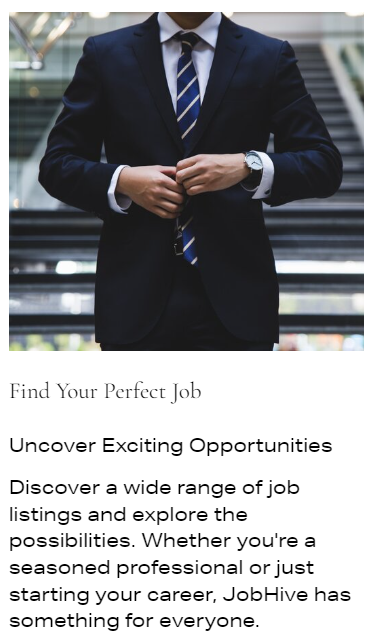 Find Your Perfect Job
Uncover Exciting Opportunities
Discover a wide range of job
listings and explore the
possibilities. Whether you're a
seasoned professional or just
starting your career, JobHive has
something for everyone.